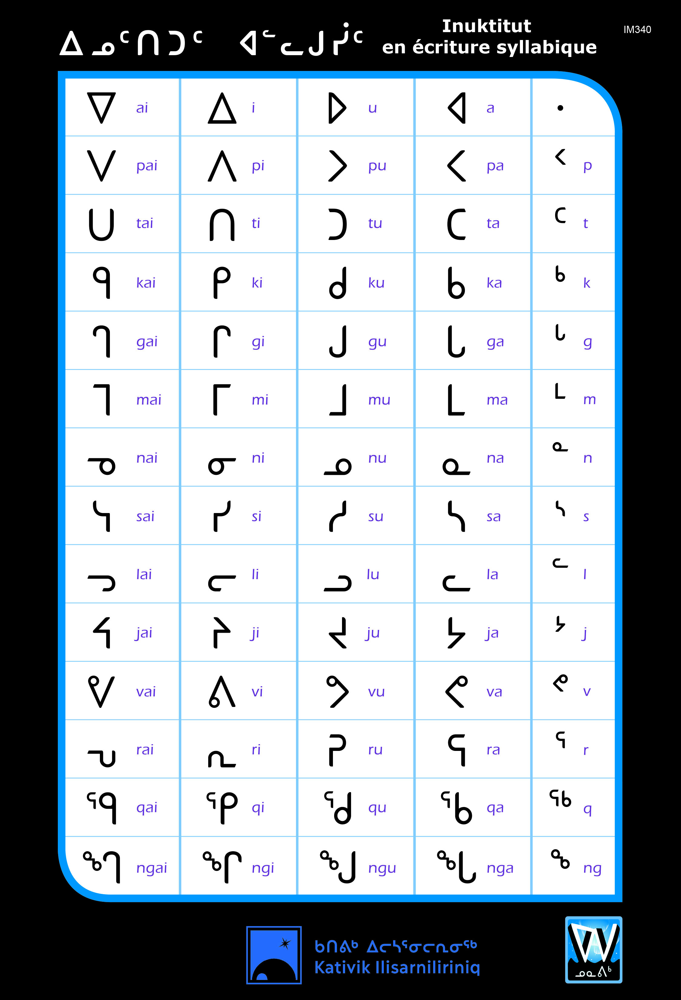 ᐃᓄᑦᑎᑐᑦ ᐊᓪᓚᒍᓰᑦ
Inuktitut
en écriture syllabique
IM340
ᐁ ai ᐃ i ᐅ u ᐊ a •
ᐯ pai ᐱ pi ᐳ pu ᐸ pa ᑉ p
ᑌ tai ᑎ ti ᑐ tu ᑕ ta ᑦ t
ᑫ kai ᑭ ki ᑯ ku ᑲ ka ᒃ k
ᒉ gai ᒋ gi ᒍ gu ᒐ ga ᒡ g
ᒣ mai ᒥ mi ᒧ mu ᒪ ma ᒻ m
ᓀ nai ᓂ ni ᓄ nu ᓇ na ᓐ n
ᓭ sai ᓯ si ᓱ su ᓴ sa ᔅ s
ᓓ lai ᓕ li ᓗ lu ᓚ la ᓪ l
ᔦ jai ᔨ ji ᔪ ju ᔭ ja ᔾ j
ᕓ vai ᕕ vi ᕗ vu ᕙ va ᕝ v
ᕃ rai ᕆ ri ᕈ ru ᕋ ra ᕐ r
ᙯ qai ᕿ qi ᖁ qu ᖃ qa ᖅ q
ᙰ ngai ᖏ ngi ᖑ ngu ᖓ nga ᖕ ng
ᑲᑎᕕᒃ ᐃᓕᓴᕐᓂᓕᕆᓂᖅ
Kativik Ilisarniliriniq
ᓄᓇᕕᒃ